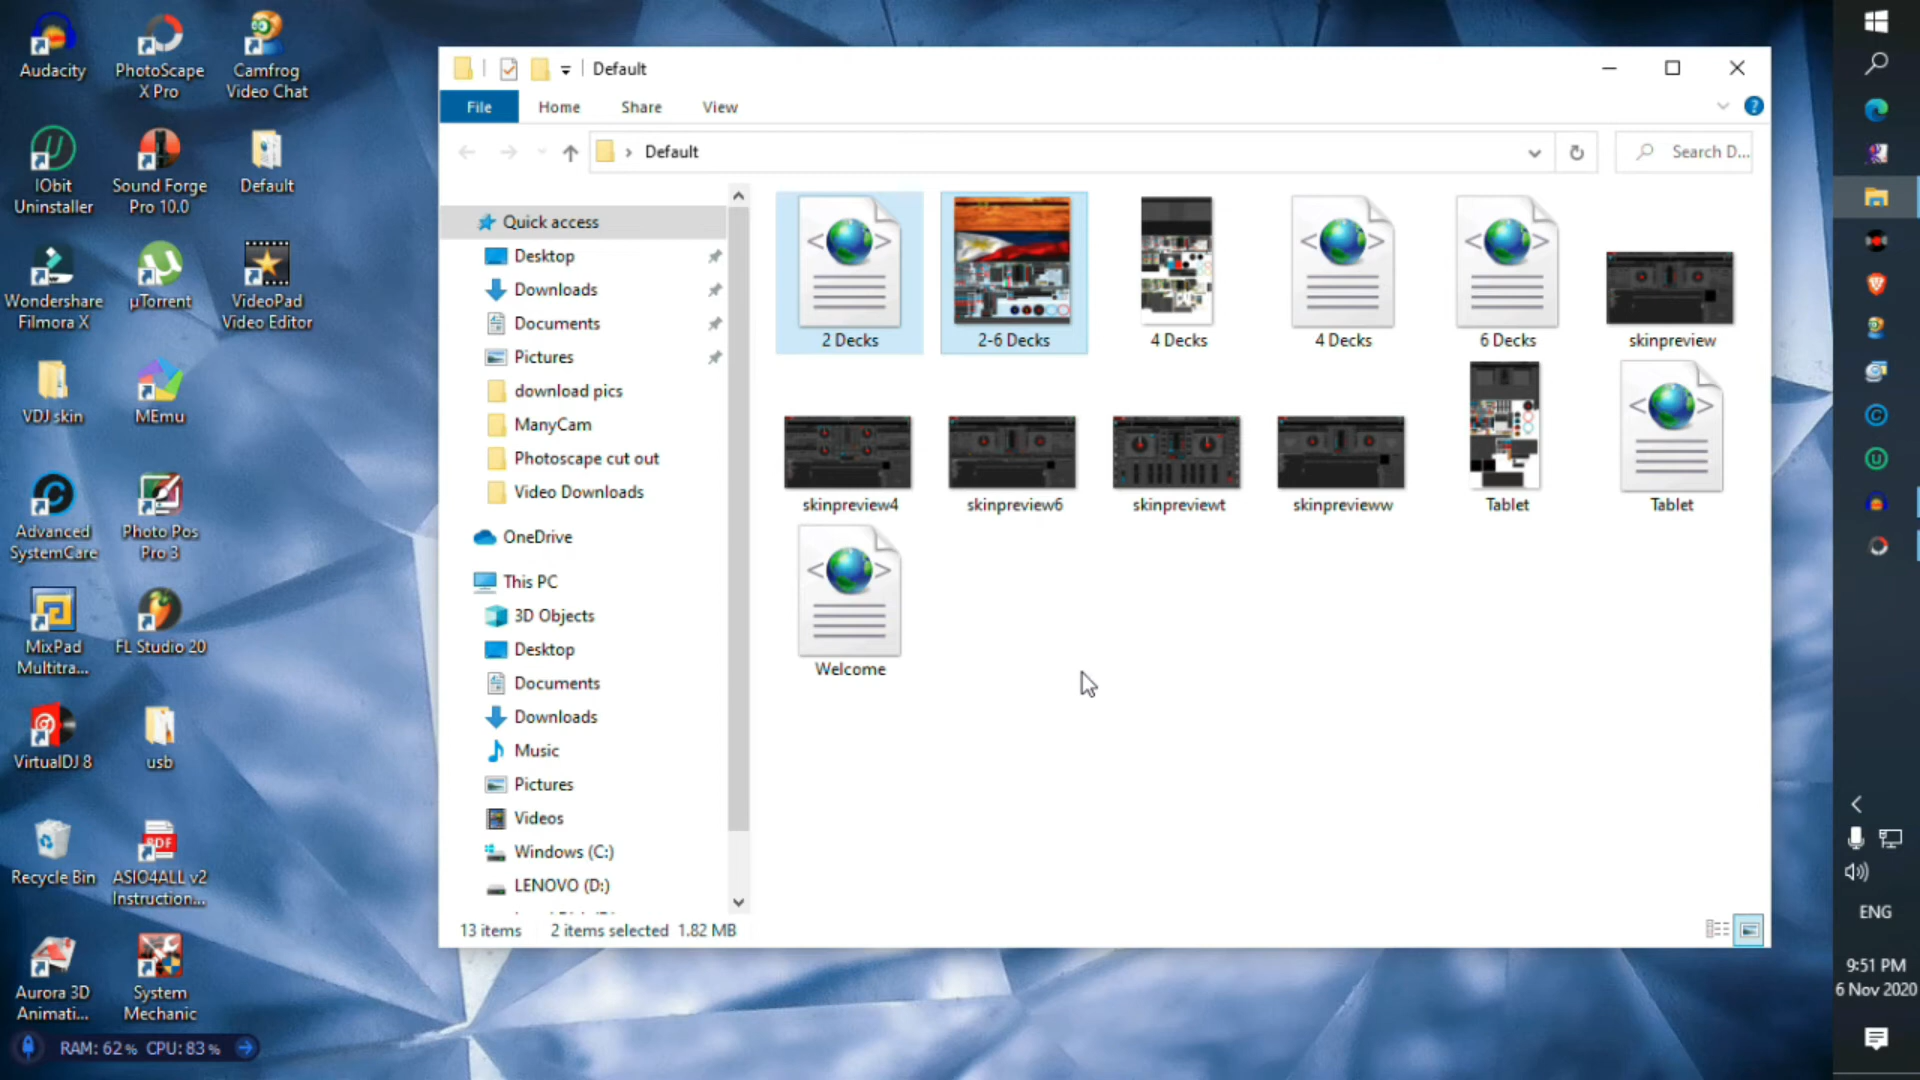 Audacity
PhotoScape
X Pro
Camfrog
Video Chat
IObit
Uninstaller
Sound Forge
Pro 10.0
Default
Wondershare
Filmora X
µTorrent
VideoPad
Video Editor
VDJ skin
MEmu
Advanced
SystemCare
Photo Pos
Pro 3
MixPad
Multitra...
FL Studio 20
VirtualDJ 8
usb
Recycle Bin
ASIO4ALL v2
Instruction...
Aurora 3D
Animati...
System
Mechanic
RAM: 62% CPU: 83%
Default
File Home Share View
Default
Search D...
Quick access
Desktop
Downloads
Documents
Pictures
download pics
ManyCam
Photoscape cut out
Video Downloads
OneDrive
This PC
3D Objects
Desktop
Documents
Downloads
Music
Pictures
Videos
Windows (C:)
LENOVO (D:)
2 Decks
2-6 Decks
4 Decks
4 Decks
6 Decks
skinpreview
skinpreview4
skinpreview6
skinpreviewt
skinprevieww
Tablet
Tablet
Welcome
13 items 2 items selected 1.82 MB
ENG
9:51 PM
6 Nov 2020